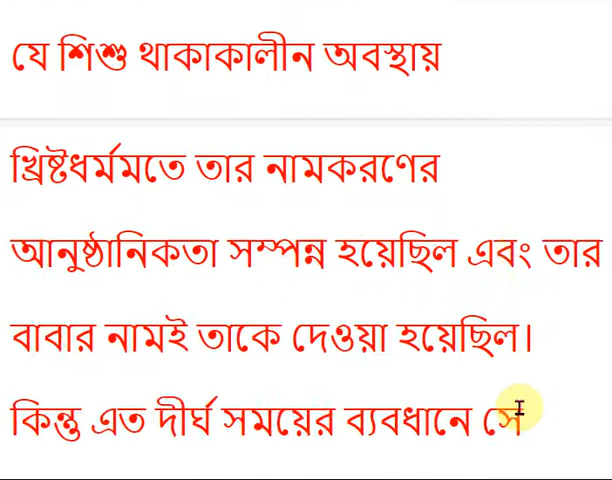 যে শিশু থাকাকালীন অবস্থায়
খ্রিষ্টধর্মমতে তার নামকরণের
আনুষ্ঠানিকতা সম্পন্ন হয়েছিল এবং তার
বাবার নামই তাকে দেওয়া হয়েছিল।
কিন্তু এত দীর্ঘ সময়ের ব্যবধানে সে